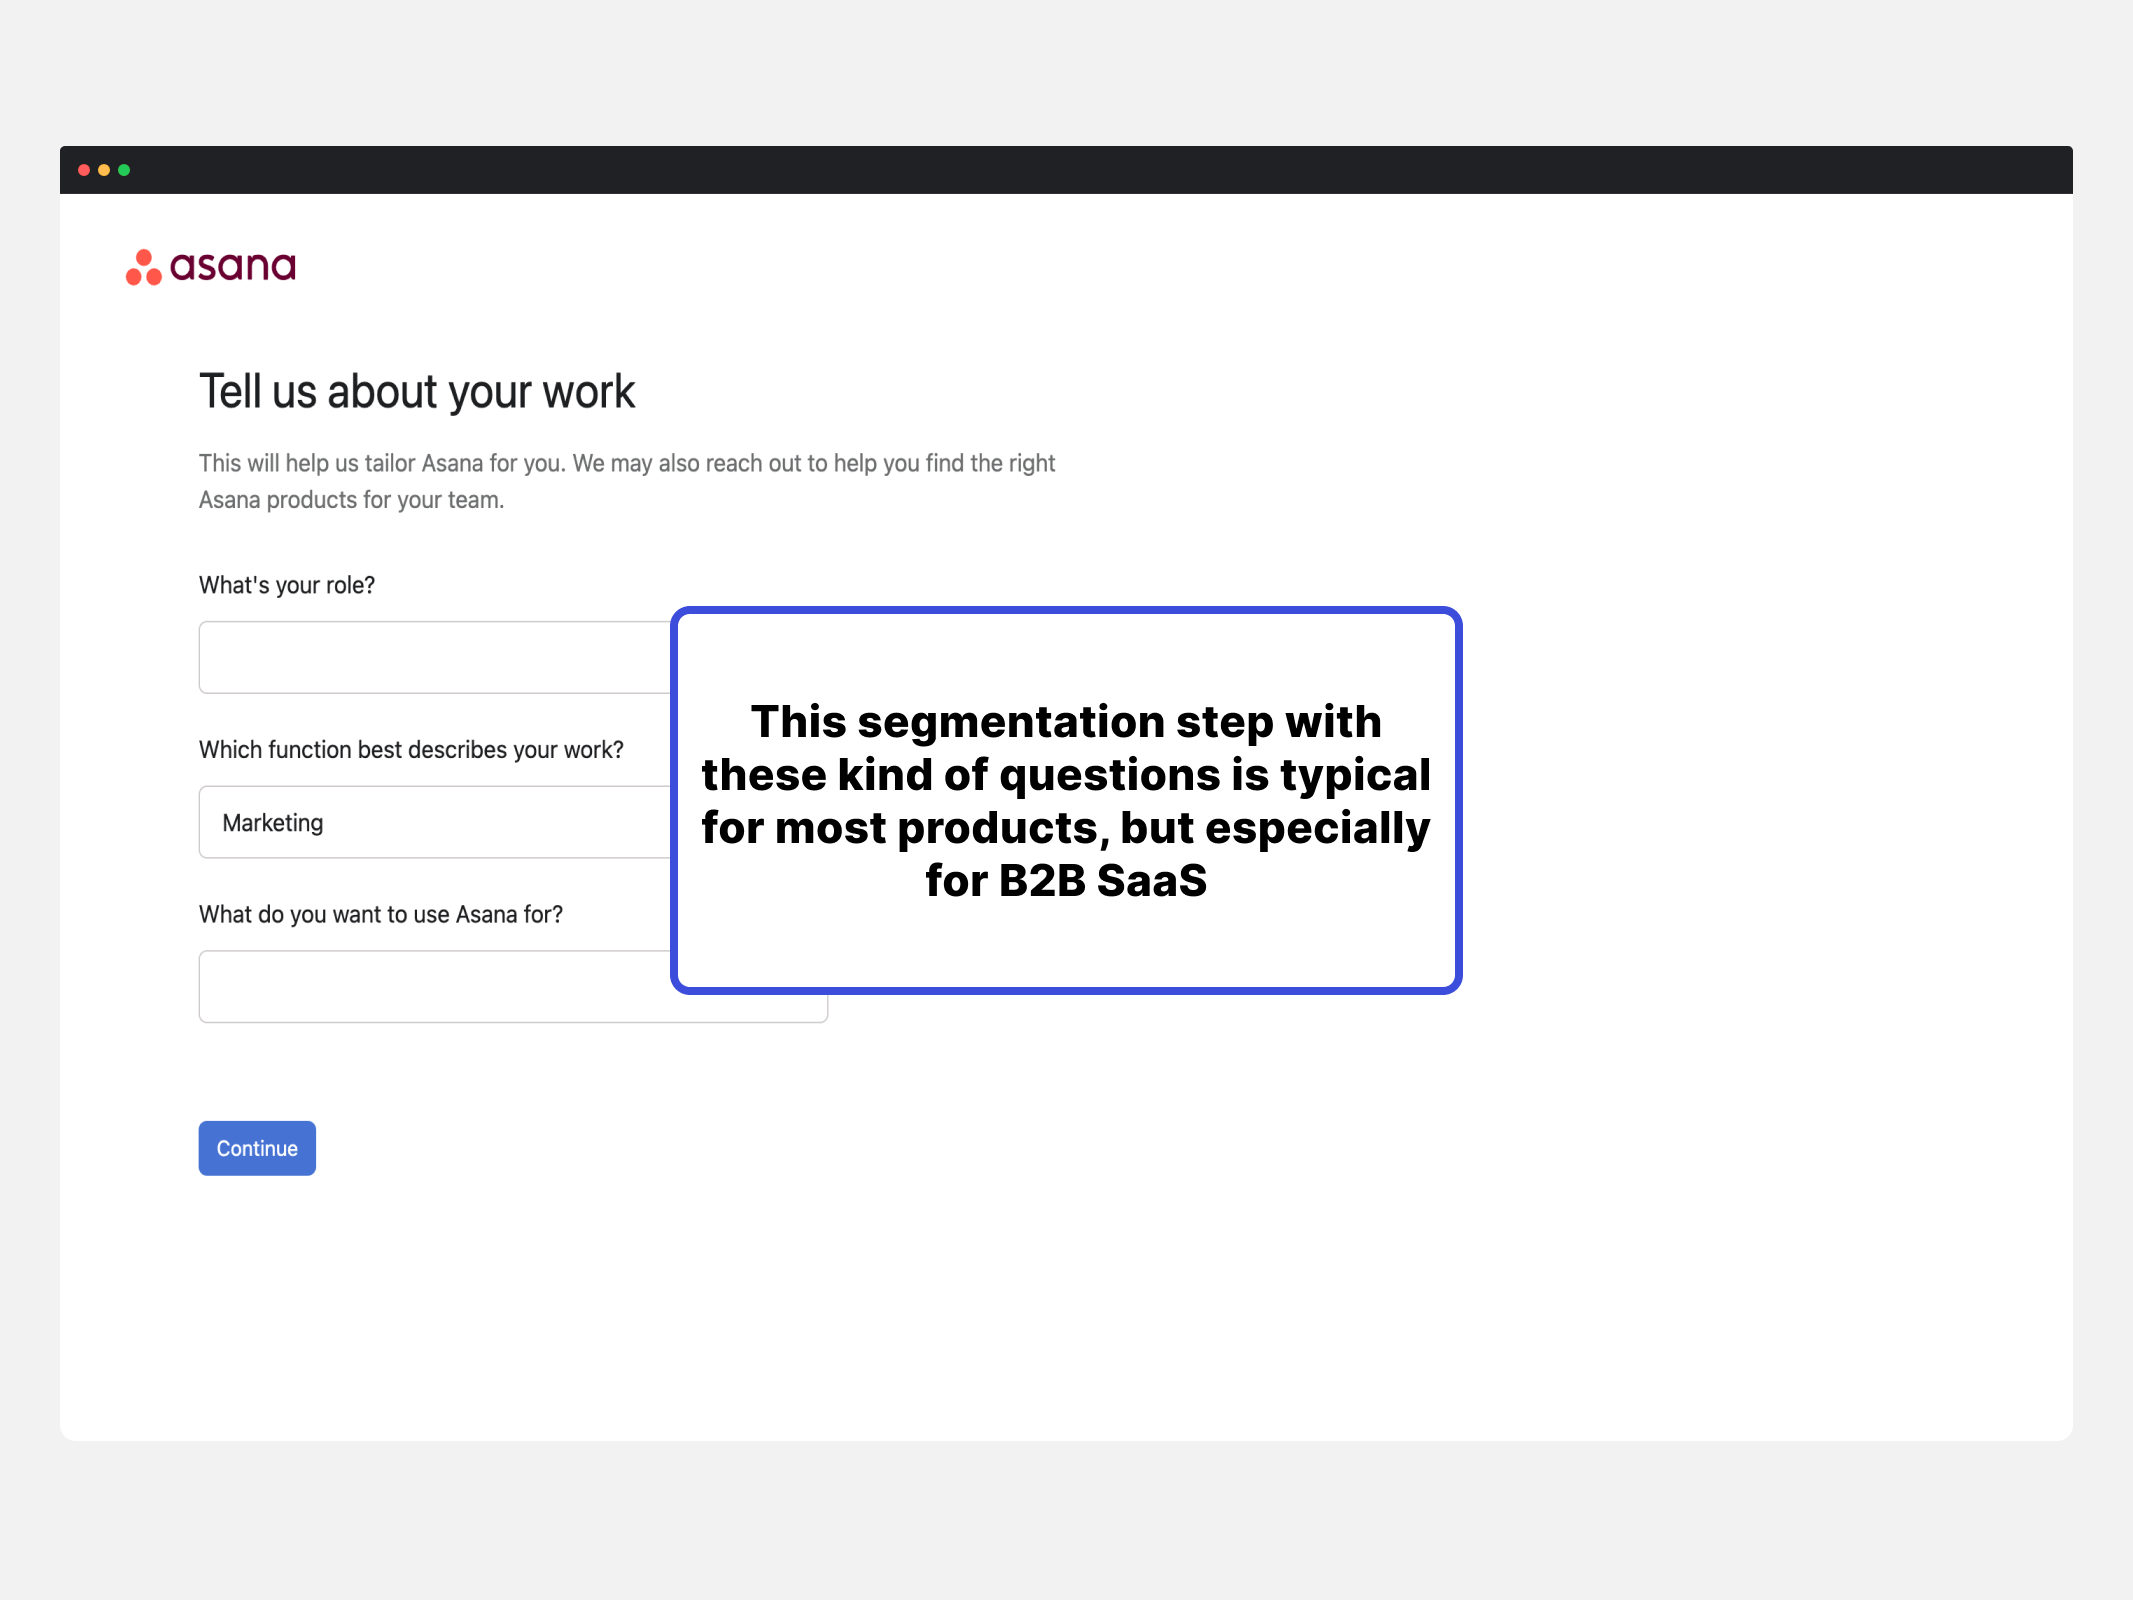 asana
Tell us about your work
This will help us tailor Asana for you. We may also reach out to help you find the right
Asana products for your team.
What's your role?
Which function best describes your work?
Marketing
What do you want to use Asana for?
Continue
This segmentation step with
these kind of questions is typical
for most products, but especially
for B2B SaaS